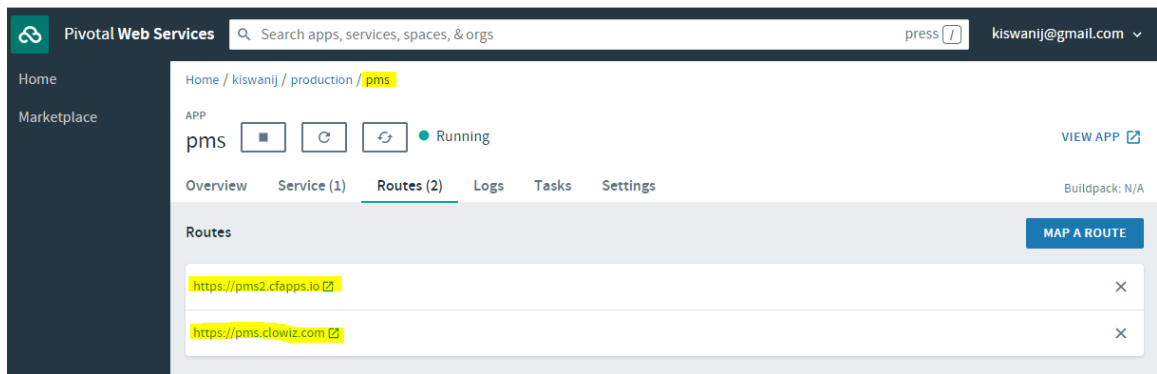 Pivotal Web Services Search apps, services, spaces, & orgs press / kiswanij@gmail.com
Home
Marketplace
Home / kiswanij / production / pms
APP
pms Running VIEW APP
Overview Service (1) Routes (2) Logs Tasks Settings Buildpack: N/A
Routes MAP A ROUTE
https://pms2.cfapps.io
https://pms.clowiz.com